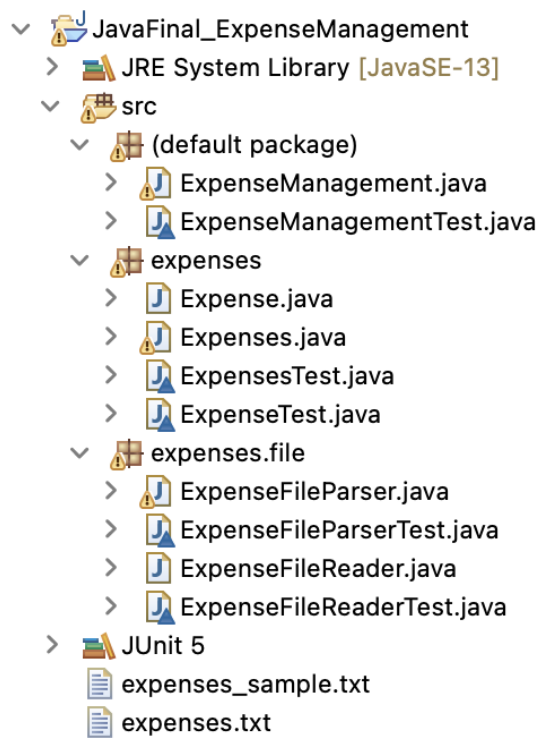 JavaFinal_ExpenseManagement
JRE System Library [JavaSE-13]
src
(default package)
ExpenseManagement.java
ExpenseManagementTest.java
expenses
Expense.java
Expenses.java
ExpensesTest.java
ExpenseTest.java
expenses.file
ExpenseFileParser.java
ExpenseFileParserTest.java
ExpenseFileReader.java
ExpenseFileReaderTest.java
JUnit 5
expenses_sample.txt
expenses.txt